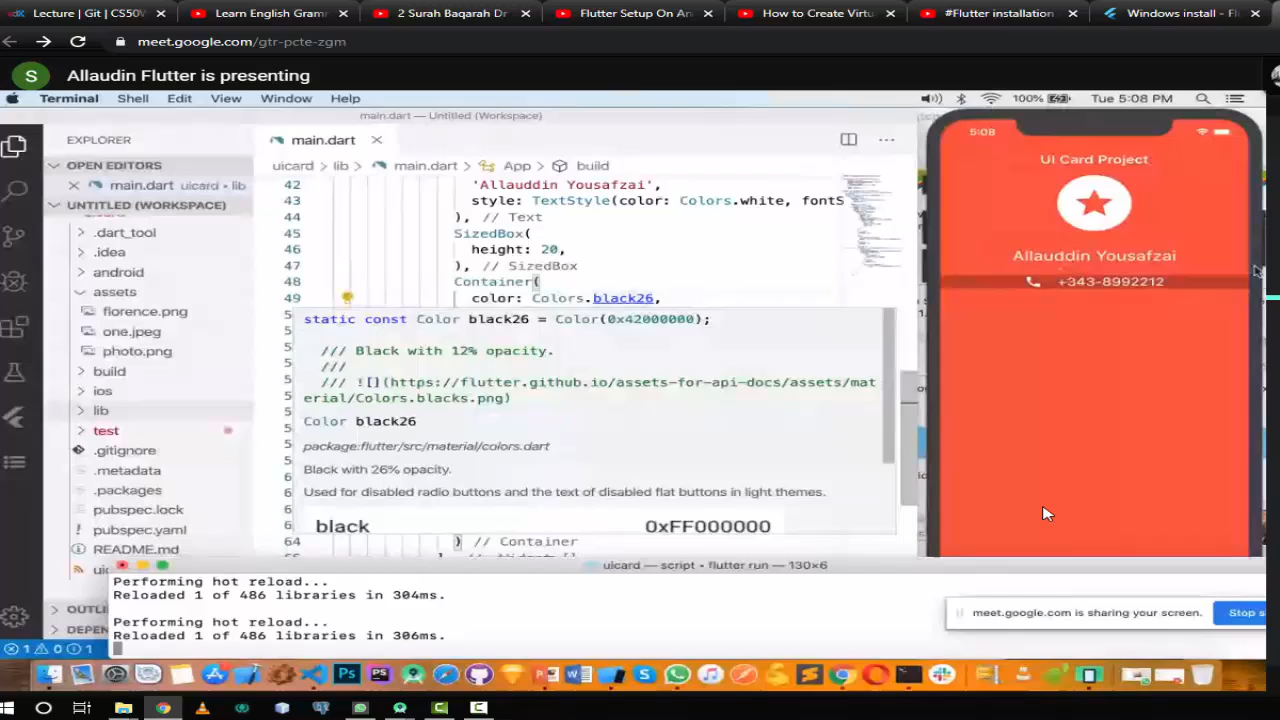 Lecture | Git | CS50W
Learn English Gram
2 Surah Baqarah Dr
Flutter Setup On An
How to Create Virtu
#Flutter installation
Windows install - Fl
meet.google.com/gtr-pcte-zgm
S
Allaudin Flutter is presenting
Terminal Shell Edit View Window Help
100%
Tue 5:08 PM
main.dart — Untitled (Workspace)
EXPLORER
main.dart
OPEN EDITORS
main.dart uicard • lib
UNTITLED (WORKSPACE)
.dart_tool
.idea
android
assets
florence.png
one.jpeg
photo.png
build
ios
lib
test
.gitignore
.metadata
.packages
pubspec.lock
pubspec.yaml
README.md
uic
OUTLI
DEPEN
1 0 1
uicard › lib › main.dart › App › build
42 'Allauddin Yousafzai',
43 style: TextStyle(color: Colors.white, fontS
44 ), // Text
45 SizedBox(
46 height: 20,
47 ), // SizedBox
48 Container(
49 color: Colors.black26,
static const Color black26 = Color(0x42000000);
/// Black with 12% opacity.
///
/// ![](https://flutter.github.io/assets-for-api-docs/assets/mat
erial/Colors.blacks.png)
Color black26
package:flutter/src/material/colors.dart
Black with 26% opacity.
Used for disabled radio buttons and the text of disabled flat buttons in light themes.
black 0xFF000000
64 ) // Container
uicard — script • flutter run — 130×6
Performing hot reload...
Reloaded 1 of 486 libraries in 304ms.
Performing hot reload...
Reloaded 1 of 486 libraries in 306ms.
5:08
UI Card Project
Allauddin Yousafzai
+343-8992212
meet.google.com is sharing your screen.
Stop s
Ps
PS